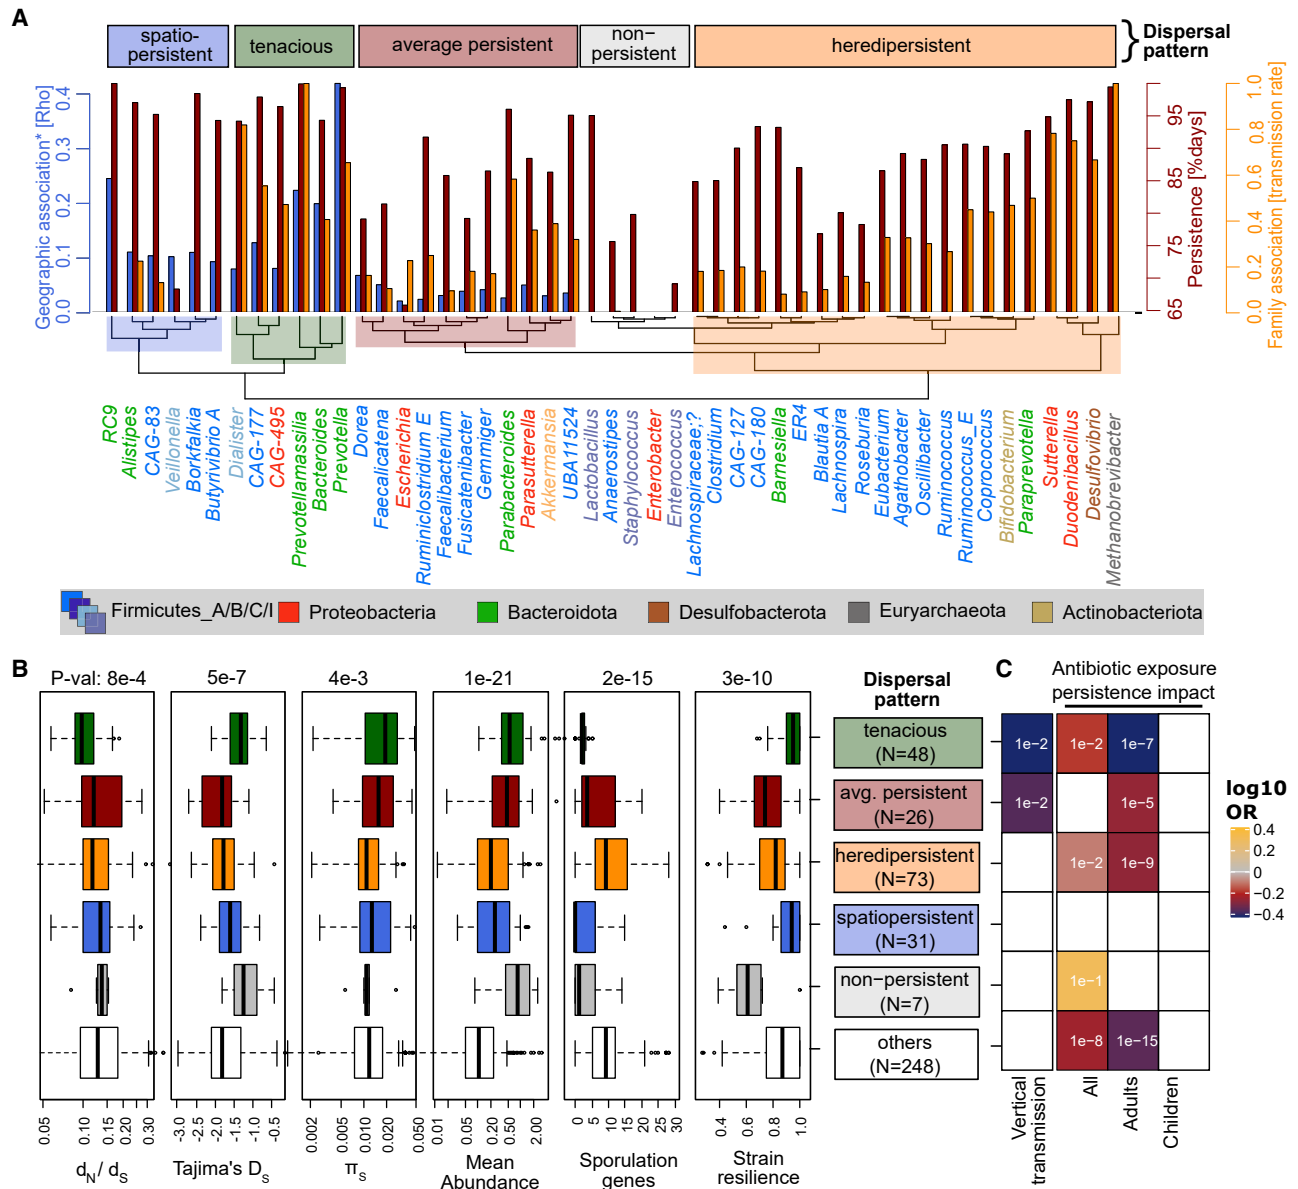 A
spatio-
persistent
tenacious
average persistent
non-
persistent
heredipersistent
Dispersal
pattern
Geographic association* [Rho]
0.0
0.1
0.2
0.3
0.4
Persistence [%days]
65
75
85
95
Family association [transmission rate]
0.0
0.2
0.4
0.6
0.8
1.0
RC9
Alistipes
CAG-83
Veillonella
Borkfalkia
Butyrivibrio A
Dialister
CAG-177
CAG-495
Prevotellamassilia
Bacteroides
Prevotella
Dorea
Faecalicatena
Escherichia
Ruminiclostridium E
Faecalibacterium
Fusicatenibacter
Gemmiger
Parabacteroides
Parasutterella
Akkermansia
UBA11524
Lactobacillus
Anaerostipes
Staphylococcus
Enterobacter
Enterococcus
Lachnospiraceae;?
Clostridium
CAG-127
CAG-180
Barnesiella
ER4
Blautia A
Lachnospira
Roseburia
Eubacterium
Agathobacter
Oscillibacter
Ruminococcus
Ruminococcus_E
Coprococcus
Bifidobacterium
Paraprevotella
Sutterella
Duodenibacillus
Desulfovibrio
Methanobrevibacter
Firmicutes_A/B/C/I
Proteobacteria
Bacteroidota
Desulfobacterota
Euryarchaeota
Actinobacteriota
B
P-val: 8e-4
5e-7
4e-3
1e-21
2e-15
3e-10
Dispersal
pattern
tenacious
(N=48)
avg. persistent
(N=26)
heredipersistent
(N=73)
spatiopersistent
(N=31)
non-persistent
(N=7)
others
(N=248)
0.05 0.10 0.15 0.20 0.30
dN/ dS
-3.0 -2.5 -2.0 -1.5 -1.0 -0.5
Tajima's DS
0.002 0.005 0.010 0.020 0.050
πS
0.01 0.05 0.20 0.50 2.00
Mean
Abundance
0 5 10 15 20 25 30
Sporulation
genes
0.4 0.6 0.8 1.0
Strain
resilience
C
Antibiotic exposure
persistence impact
1e-2 1e-2 1e-7
1e-2 1e-5
1e-2 1e-9
1e-1
1e-8 1e-15
Vertical
transmission
All
Adults
Children
log10
OR
0.4
0.2
0
-0.2
-0.4